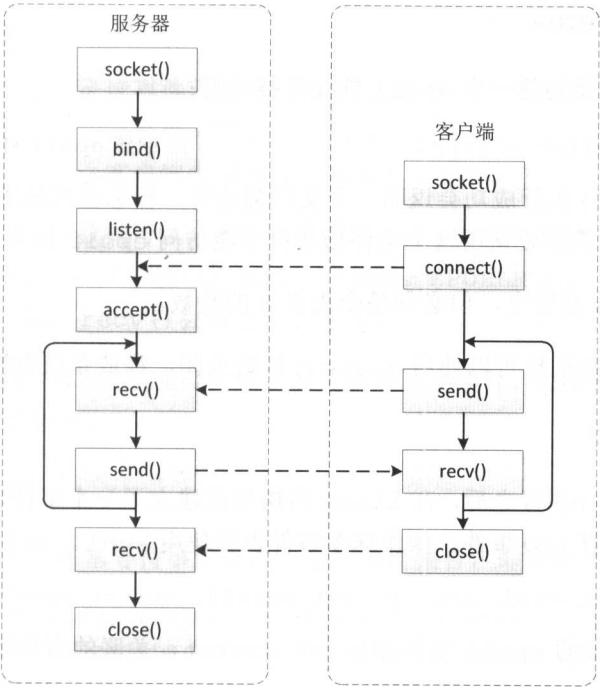 服务器
socket()
bind()
listen()
accept()
recv()
send()
recv()
close()
客户端
socket()
connect()
send()
recv()
close()